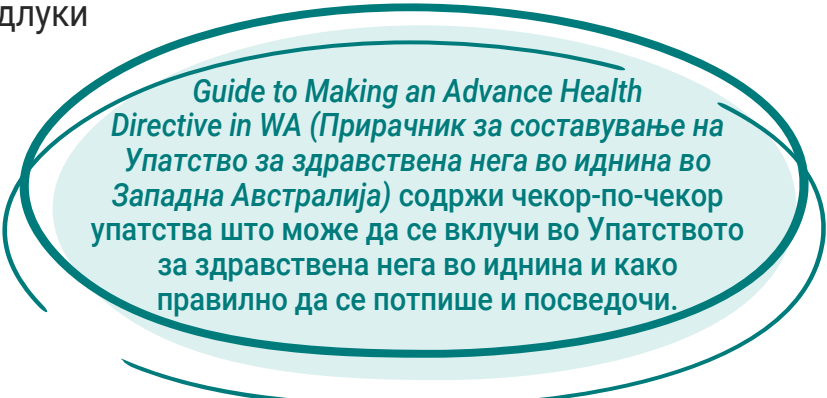 длуки
Guide to Making an Advance Health
Directive in WA (Прирачник за составување на
Упатство за здравствена нега во иднина во
Западна Австралија) содржи чекор-по-чекор
упатства што може да се вклучи во Упатството
за здравствена нега во иднина и како
правилно да се потпише и посведочи.